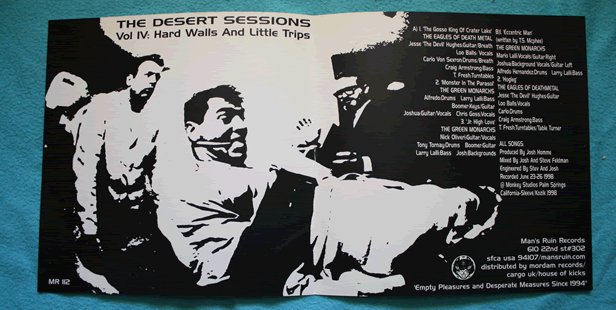 THE DESERT SESSIONS
Vol IV: Hard Walls And Little Trips
A) 1. 'The Gosso King Of Crater Lake'
THE EAGLES OF DEATH METAL
Jesse 'The Devil' Hughes:Guitar/Breath
Loo Balls: Vocals
Carlo Von Sexron:Drums/Breath
Craig Armstrong:Bass
T. Fresh:Turntables
2. 'Monster In The Parasol'
THE GREEN MONARCHS
Alfredo:Drums Larry Lalli:Bass
Boomer:Keys/Guitar
Joshua:Guitar/Vocals Chris Goss:Vocals
3. 'Jr. High Love'
THE GREEN MONARCHS
Nick Oliveri:Guitar/Vocals
Tony Tornay:Drums Boomer:Guitar
Larry Lalli:Bass Josh:Backgrounds
B)1. 'Eccentric Man'
(written by T.S. Mcphee)
THE GREEN MONARCHS
Mario Lalli:Vocals/Guitar:Right
Joshua:Background Vocals:Guitar Left
Alfredo Hernandez:Drums Larry Lalli:Bass
2. 'Hogleg'
THE EAGLES OF DEATHMETAL
Jesse 'The Devil' Hughes:Guitar
Loo Balls:Vocals
Carlo:Drums
Craig Armstrong:Bass
T. Fresh:Turntables/Table Turner
ALL SONGS:
Produced By Josh Homme
Mixed By Josh And Steve Feldman
Engineered By Stev And Josh
Recorded June 23-26 1998
@ Monkey Studios Palm Springs
California-Sleeve Kozik 1998
Man's Ruin Records
610 22nd st#302
sfca usa 94107/mansruin.com
distributed by mordam records/
cargo uk/house of kicks
'Empty Pleasures and Desperate Measures Since 1994'
MR 112